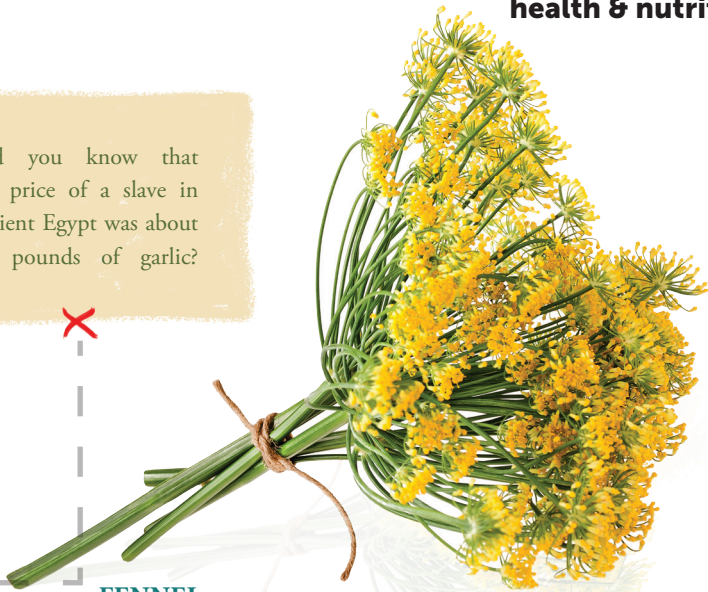 health & nutri
you know that
price of a slave in
ient Egypt was about
pounds of garlic?
FENNEL